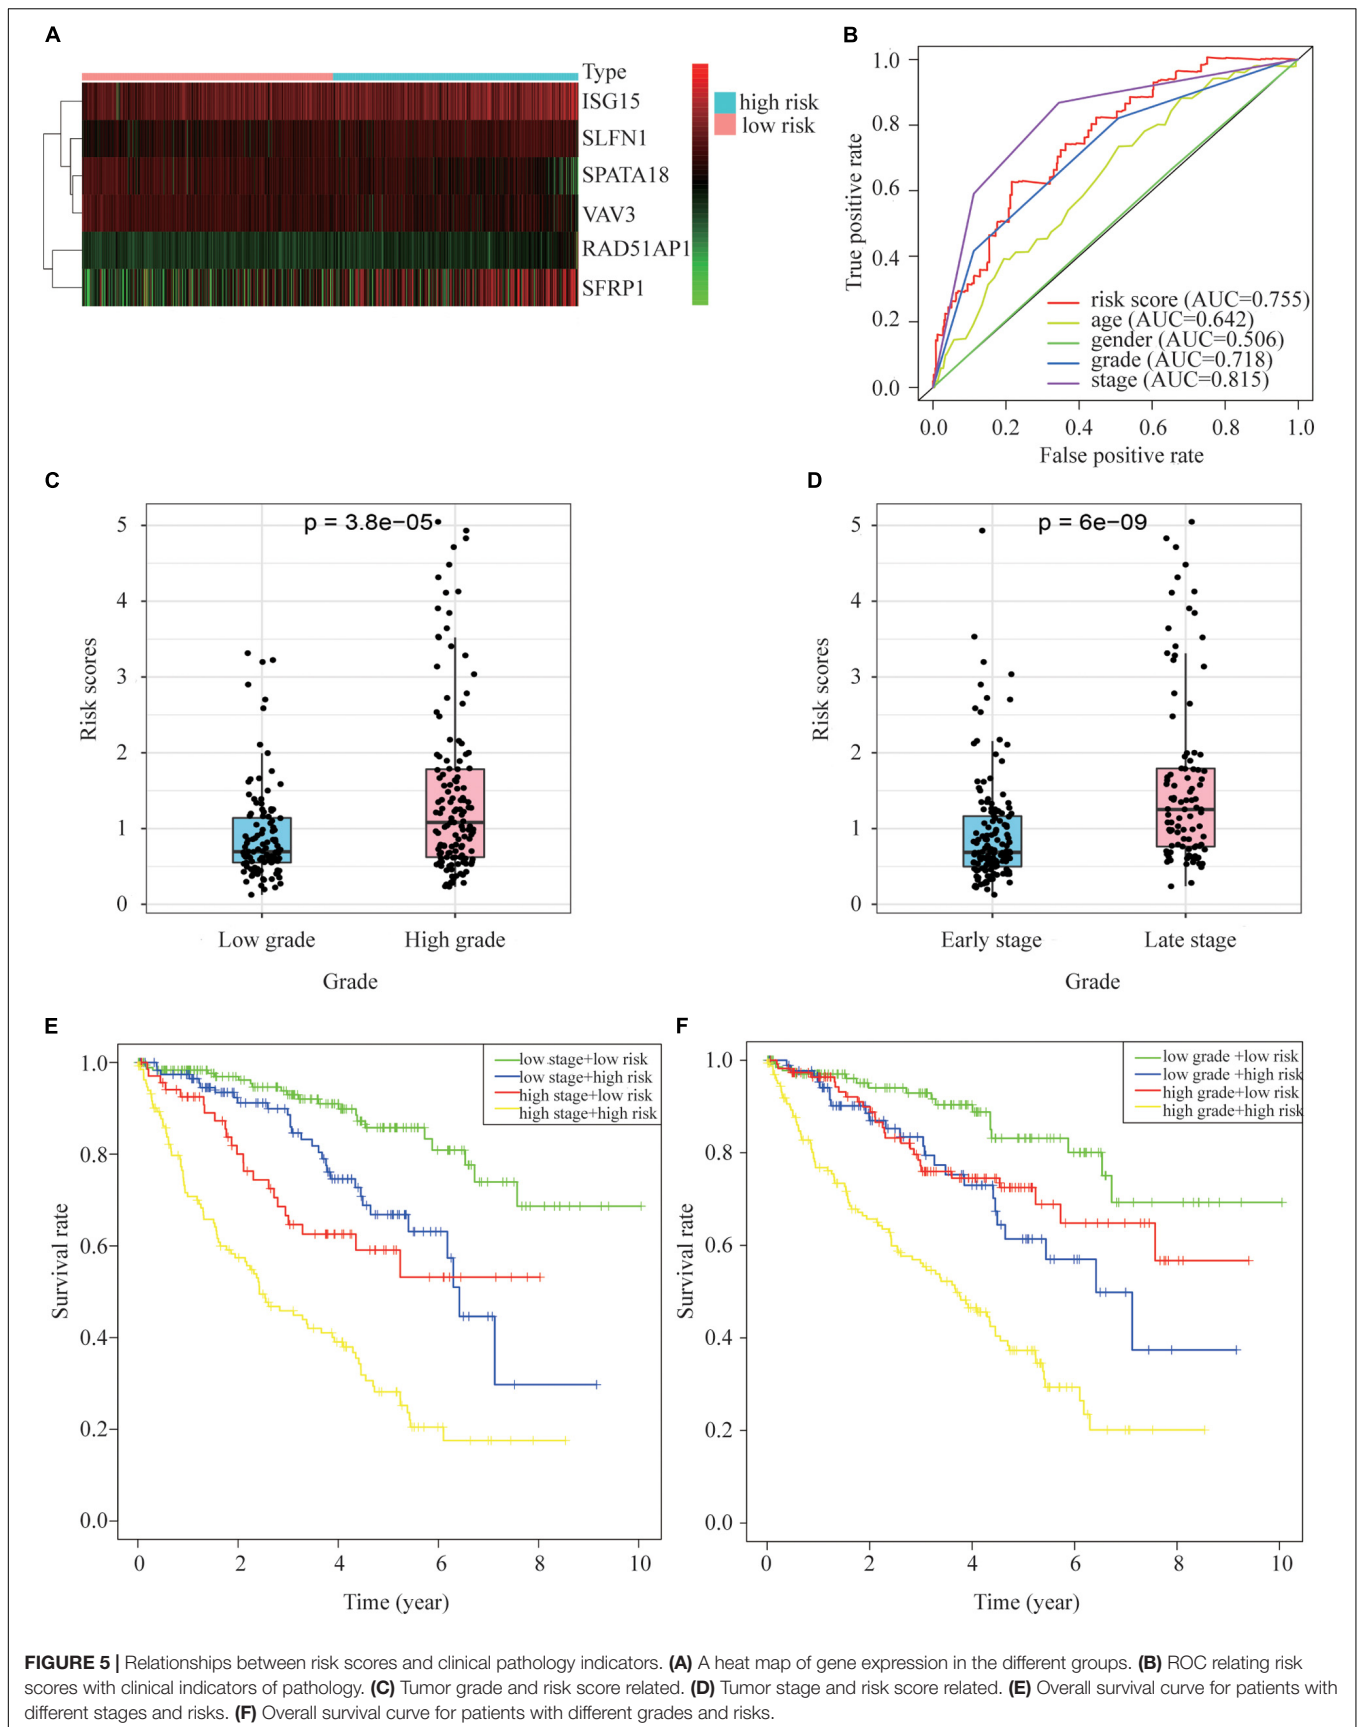 A
Type
ISG15
SLFN1
SPATA18
VAV3
RAD51AP1
SFRP1
high risk
low risk
B
1.0
0.8
0.6
0.4
0.2
0.0
True positive rate
risk score (AUC=0.755)
age (AUC=0.642)
gender (AUC=0.506)
grade (AUC=0.718)
stage (AUC=0.815)
0.0 0.2 0.4 0.6 0.8 1.0
False positive rate
C
p = 3.8e−05
5
4
3
2
1
0
Risk scores
Low grade High grade
Grade
D
p = 6e−09
5
4
3
2
1
0
Risk scores
Early stage Late stage
Grade
E
low stage+low risk
low stage+high risk
high stage+low risk
high stage+high risk
1.0
0.8
0.6
0.4
0.2
0.0
Survival rate
0 2 4 6 8 10
Time (year)
F
low grade +low risk
low grade +high risk
high grade+low risk
high grade+high risk
1.0
0.8
0.6
0.4
0.2
0.0
Survival rate
0 2 4 6 8 10
Time (year)
FIGURE 5 | Relationships between risk scores and clinical pathology indicators. (A) A heat map of gene expression in the different groups. (B) ROC relating risk
scores with clinical indicators of pathology. (C) Tumor grade and risk score related. (D) Tumor stage and risk score related. (E) Overall survival curve for patients with
different stages and risks. (F) Overall survival curve for patients with different grades and risks.